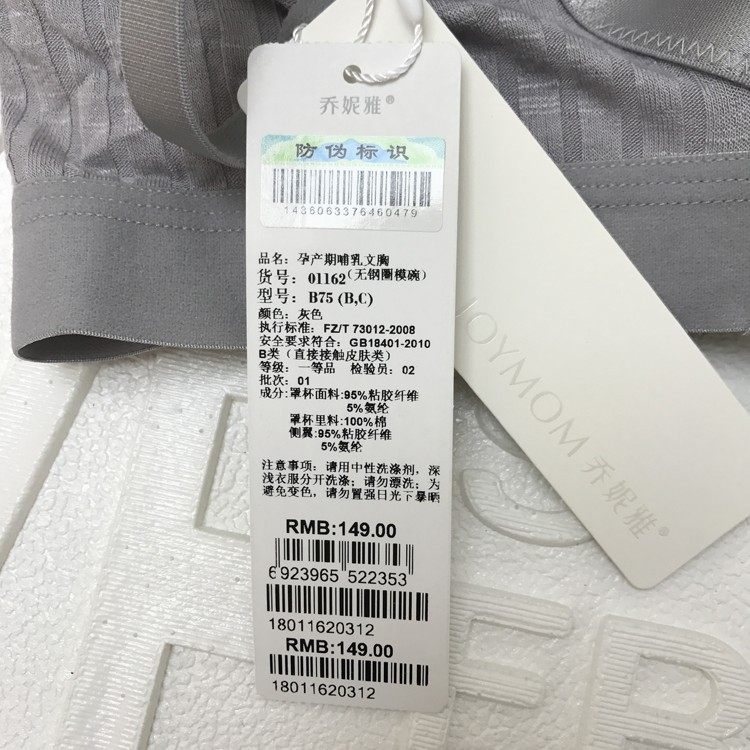 乔妮雅®
防伪标识
1436063376460479
品名：孕产期哺乳文胸
货号：01162（无钢圈模碗）
型号：B75 (B,C)
颜色：灰色
执行标准：FZ/T 73012-2008
安全要求符合：GB18401-2010
B类（直接接触皮肤类）
等级：一等品 检验员：02
批次：01
成分：罩杯面料:95%粘胶纤维
5%氨纶
罩杯里料:100%棉
侧翼:95%粘胶纤维
5%氨纶
注意事项：请用中性洗涤剂，深
浅衣服分开洗涤；请勿漂洗；为
避免变色，请勿置强日光下暴晒
RMB:149.00
6923965 522353
18011620312
RMB:149.00
18011620312
JOYMOM 乔妮雅